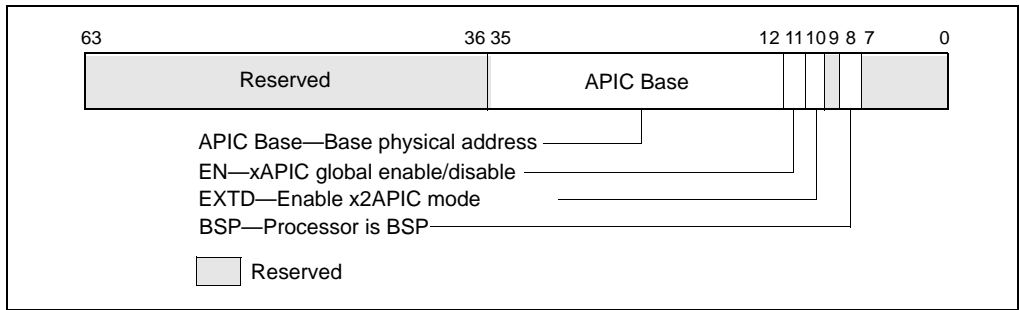 63 36 35 12 11 10 9 8 7 0
Reserved APIC Base
APIC Base—Base physical address
EN—xAPIC global enable/disable
EXTD—Enable x2APIC mode
BSP—Processor is BSP
Reserved